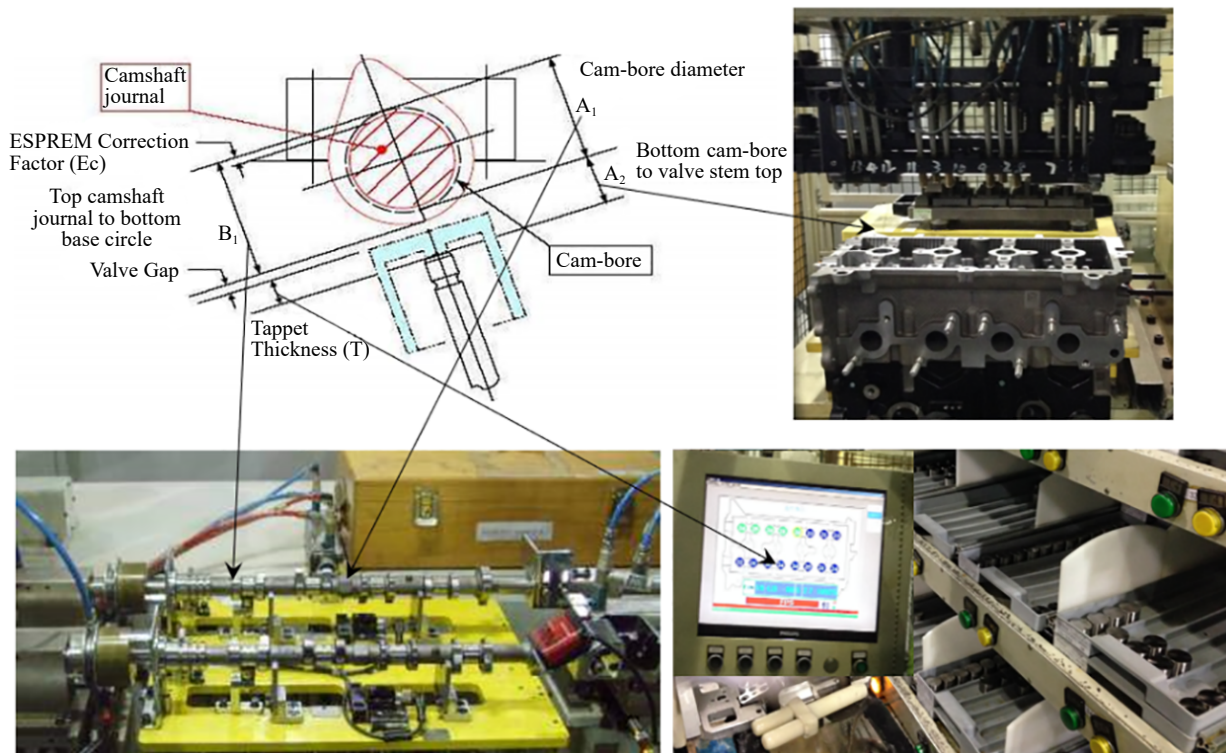 Camshaft
journal
Cam-bore diameter
A₁
ESPREM Correction
Factor (Ec)
Bottom cam-bore
to valve stem top
A₂
Top camshaft
journal to bottom
base circle
B₁
Valve Gap
Cam-bore
Tappet
Thickness (T)
PHILIPS